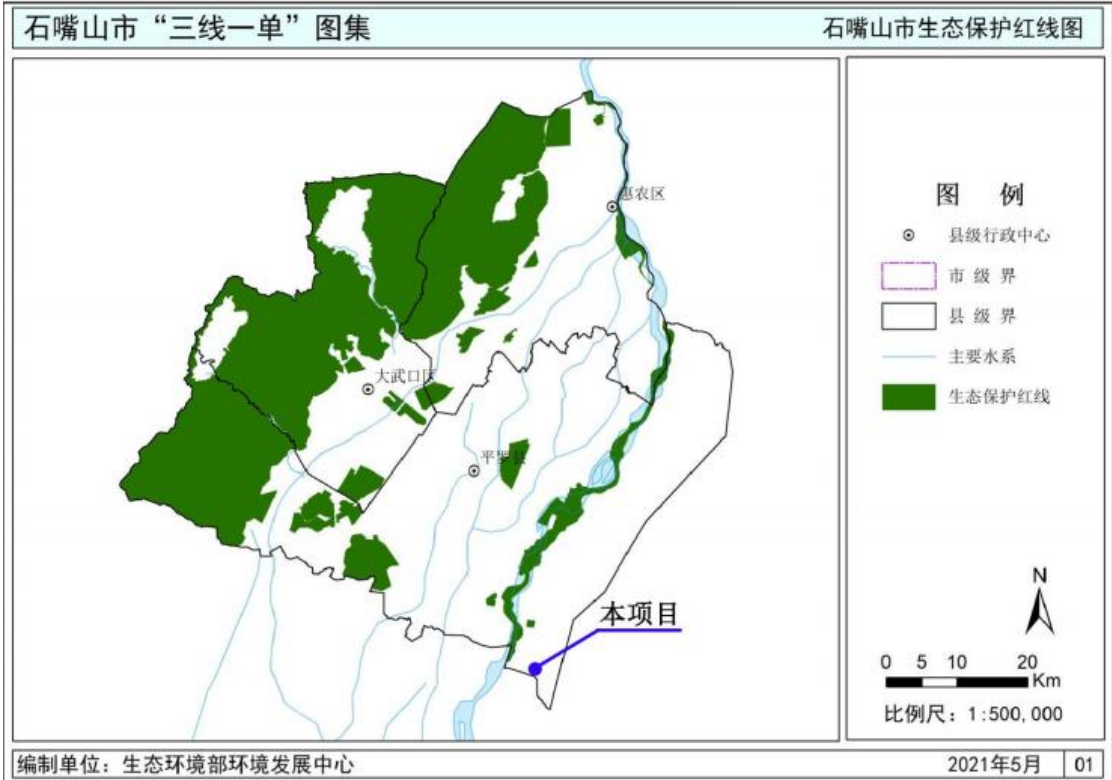 石嘴山市“三线一单”图集
石嘴山市生态保护红线图
惠农区
大武口区
平罗县
本项目
图 例
县级行政中心
市 级 界
县 级 界
主要水系
生态保护红线
N
0 5 10 20
Km
比例尺：1:500,000
编制单位：生态环境部环境发展中心
2021年5月
01